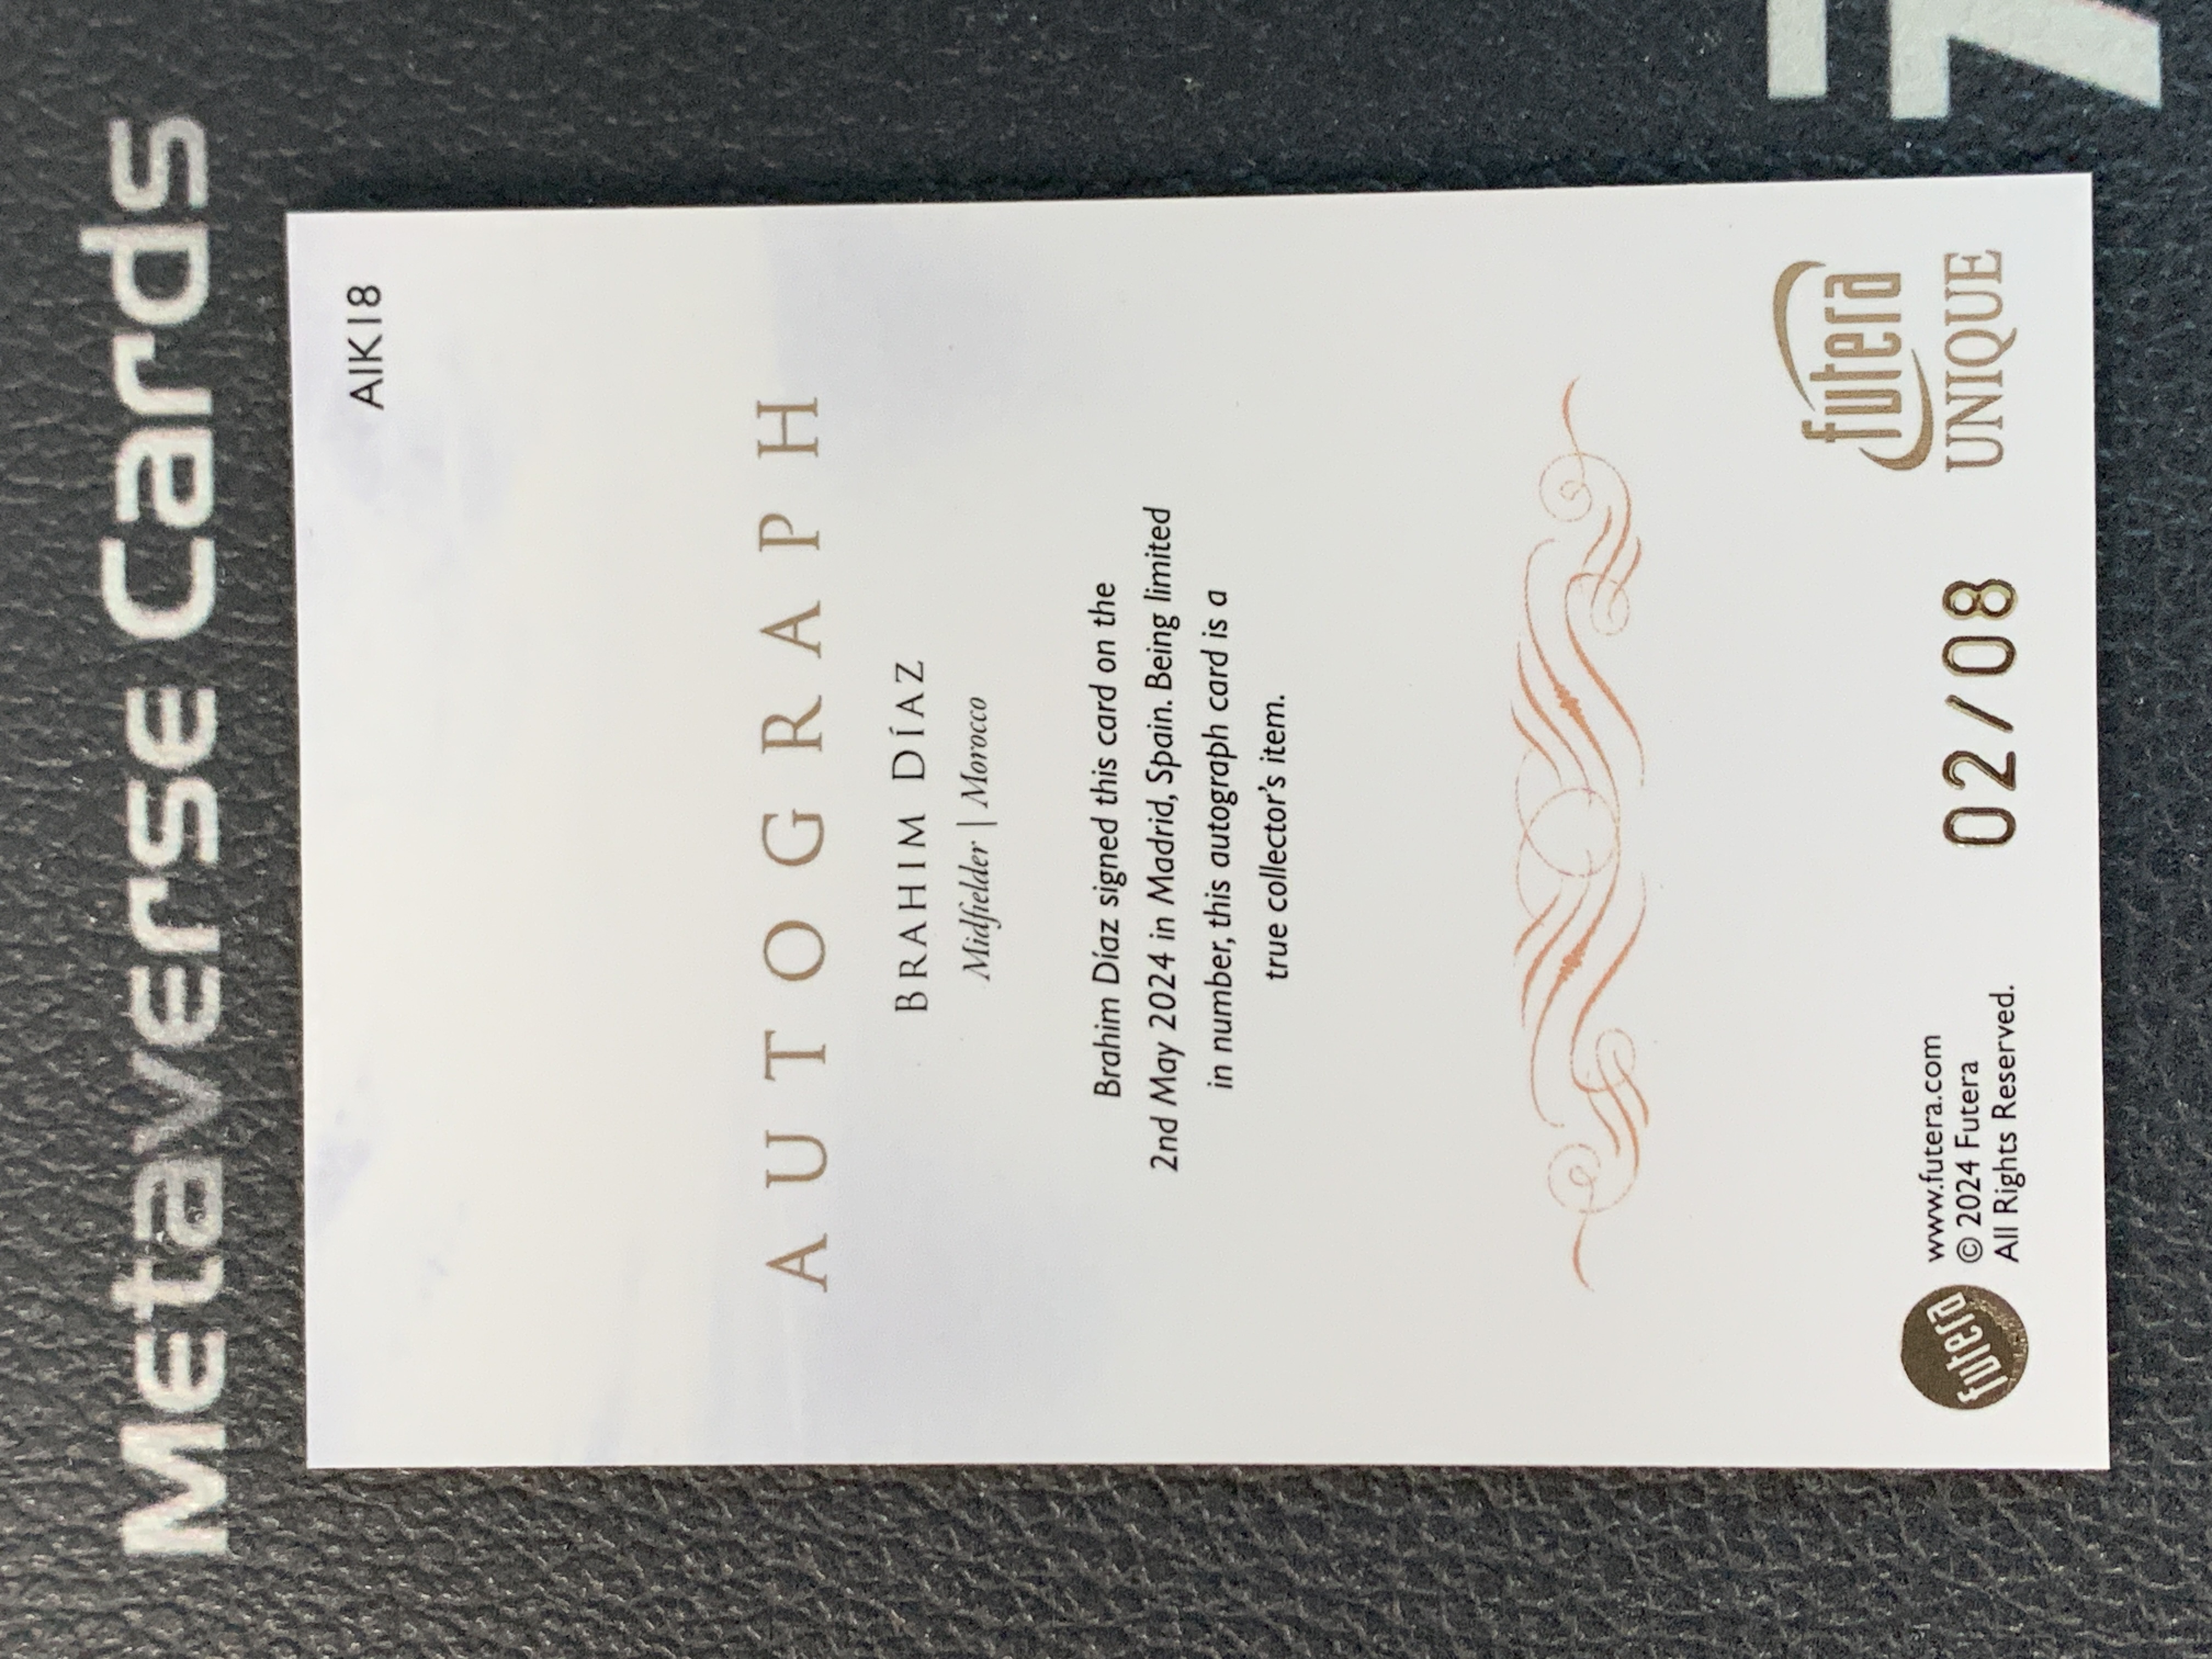 Metaverse Cards
AIK18
AUTOGRAPH
BRAHIM DÍAZ
Midfielder | Morocco
Brahim Díaz signed this card on the
2nd May 2024 in Madrid, Spain. Being limited
in number, this autograph card is a
true collector's item.
futera
www.futera.com
© 2024 Futera
All Rights Reserved.
02/08
futera
UNIQUE